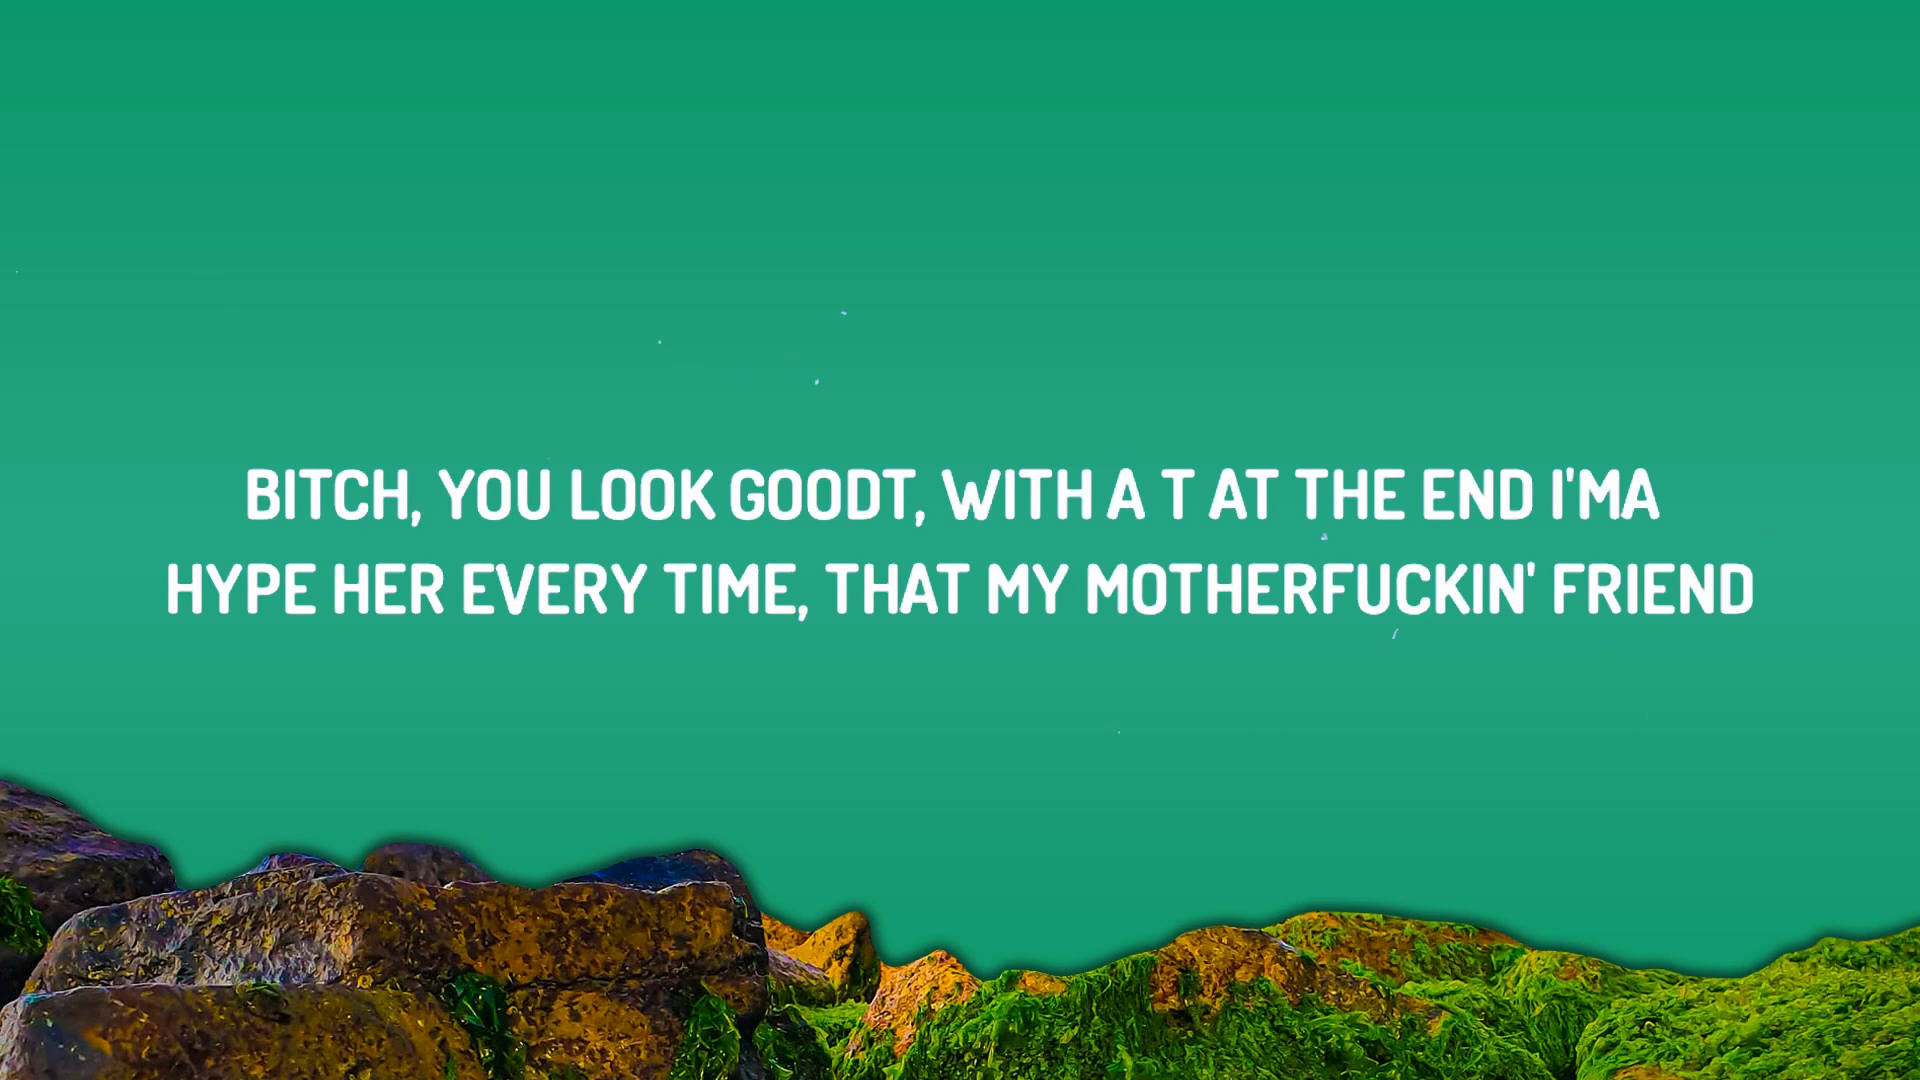 BITCH, YOU LOOK GOODT, WITH A T AT THE END I'MA
HYPE HER EVERY TIME, THAT MY MOTHERFUCKIN' FRIEND